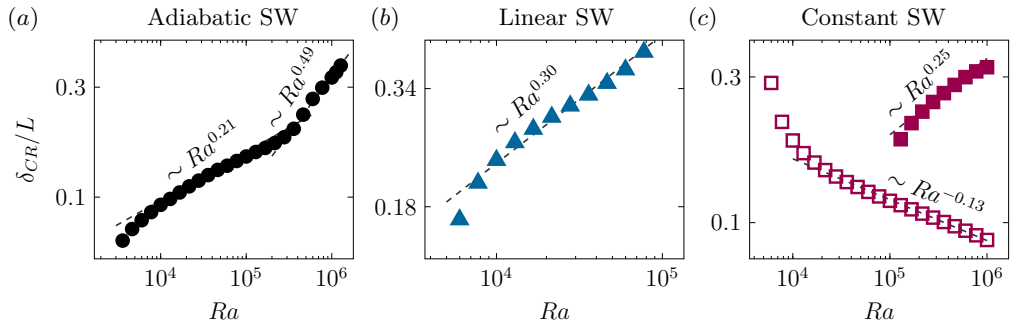 (a) Adiabatic SW
(b) Linear SW
(c) Constant SW
δ_{CR}/L
0.3
0.1
∼ Ra^{0.21}
∼ Ra^{0.49}
10^4
10^5
10^6
Ra
0.34
0.18
∼ Ra^{0.30}
10^4
10^5
Ra
0.3
0.1
∼ Ra^{0.25}
∼ Ra^{−0.13}
10^4
10^5
10^6
Ra